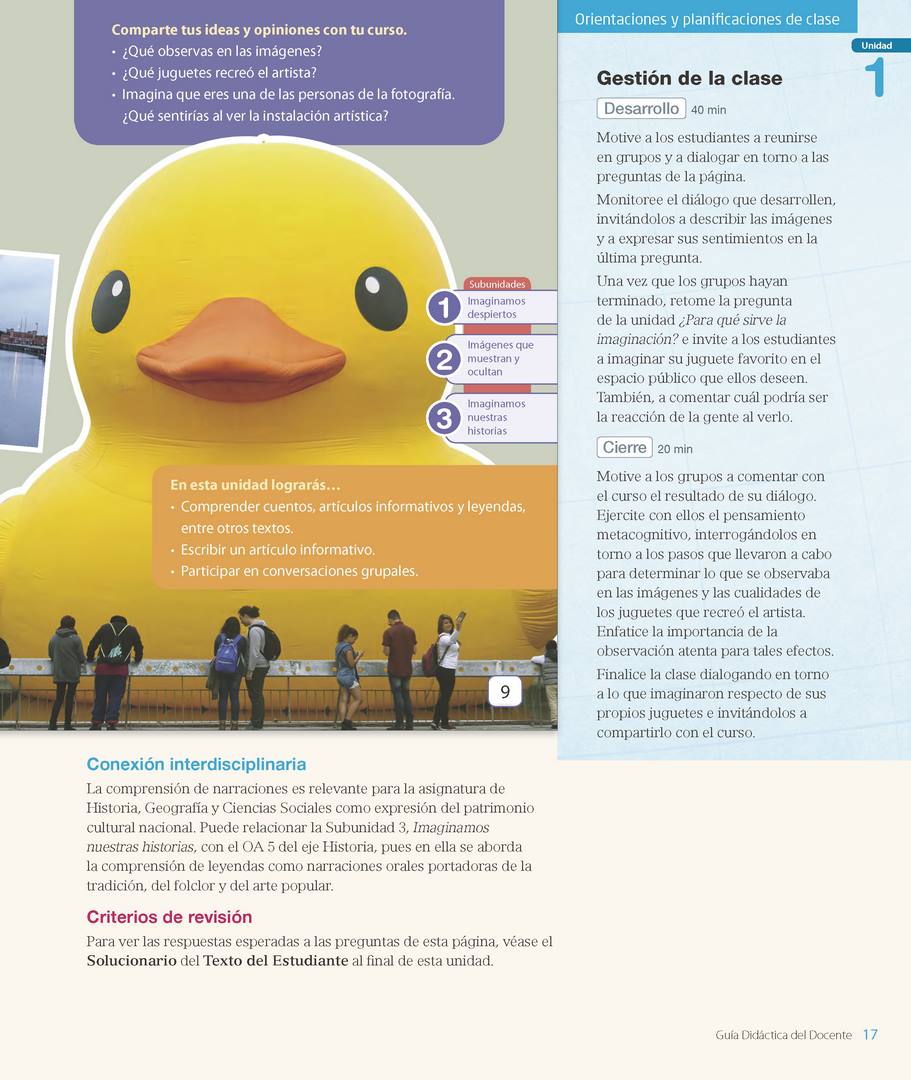 Comparte tus ideas y opiniones con tu curso.
• ¿Qué observas en las imágenes?
• ¿Qué juguetes recreó el artista?
• Imagina que eres una de las personas de la fotografía.
¿Qué sentirías al ver la instalación artística?
Subunidades
1 Imaginamos
despiertos
2 Imágenes que
muestran y
ocultan
3 Imaginamos
nuestras
historias
En esta unidad lograrás…
• Comprender cuentos, artículos informativos y leyendas,
entre otros textos.
• Escribir un artículo informativo.
• Participar en conversaciones grupales.
9
Orientaciones y planificaciones de clase
Unidad
1
Gestión de la clase
Desarrollo 40 min
Motive a los estudiantes a reunirse
en grupos y a dialogar en torno a las
preguntas de la página.
Monitoree el diálogo que desarrollen,
invitándolos a describir las imágenes
y a expresar sus sentimientos en la
última pregunta.
Una vez que los grupos hayan
terminado, retome la pregunta
de la unidad ¿Para qué sirve la
imaginación? e invite a los estudiantes
a imaginar su juguete favorito en el
espacio público que ellos deseen.
También, a comentar cuál podría ser
la reacción de la gente al verlo.
Cierre 20 min
Motive a los grupos a comentar con
el curso el resultado de su diálogo.
Ejercite con ellos el pensamiento
metacognitivo, interrogándolos en
torno a los pasos que llevaron a cabo
para determinar lo que se observaba
en las imágenes y las cualidades de
los juguetes que recreó el artista.
Enfatice la importancia de la
observación atenta para tales efectos.
Finalice la clase dialogando en torno
a lo que imaginaron respecto de sus
propios juguetes e invitándolos a
compartirlo con el curso.
Conexión interdisciplinaria
La comprensión de narraciones es relevante para la asignatura de
Historia, Geografía y Ciencias Sociales como expresión del patrimonio
cultural nacional. Puede relacionar la Subunidad 3, Imaginamos
nuestras historias, con el OA 5 del eje Historia, pues en ella se aborda
la comprensión de leyendas como narraciones orales portadoras de la
tradición, del folclor y del arte popular.
Criterios de revisión
Para ver las respuestas esperadas a las preguntas de esta página, véase el
Solucionario del Texto del Estudiante al final de esta unidad.
Guía Didáctica del Docente 17